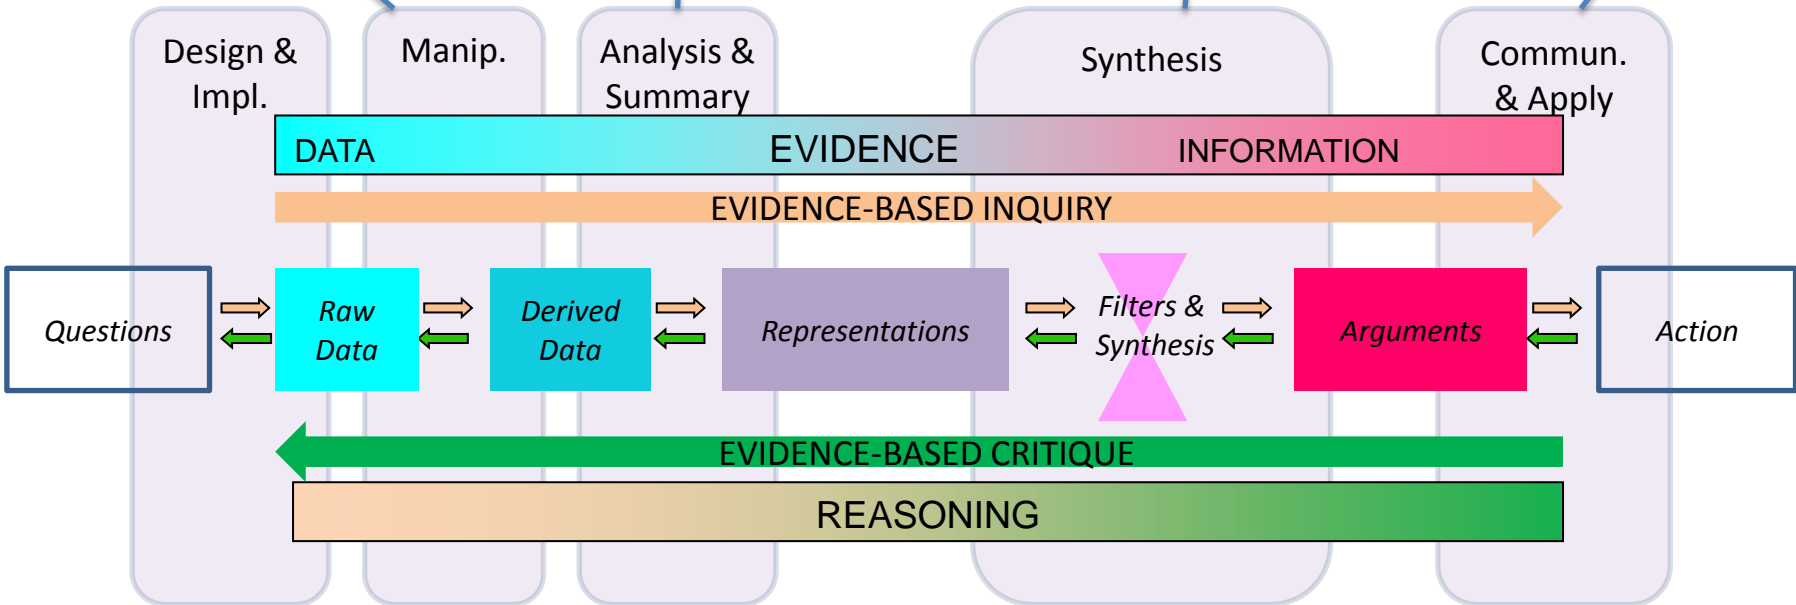 Design &
Impl.
Manip.
Analysis &
Summary
Synthesis
Commun.
& Apply
DATA
EVIDENCE
INFORMATION
EVIDENCE-BASED INQUIRY
Questions
Raw
Data
Derived
Data
Representations
Filters &
Synthesis
Arguments
Action
EVIDENCE-BASED CRITIQUE
REASONING